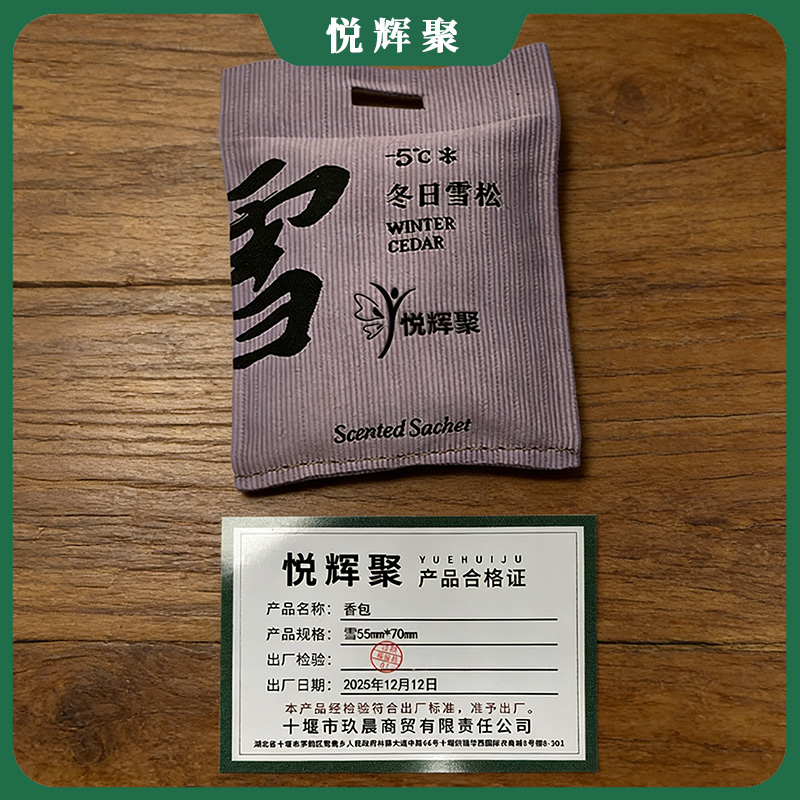 悦辉聚
-5℃
冬日雪松
WINTER
CEDAR
雪
悦辉聚
Scented Sachet
悦辉聚 YUEHUIJU
产品合格证
产品名称：香包
产品规格：雪55mm*70mm
出厂检验：
出厂日期：2025年12月12日
本产品经检验符合出厂标准，准予出厂。
十堰市玖晨商贸有限责任公司